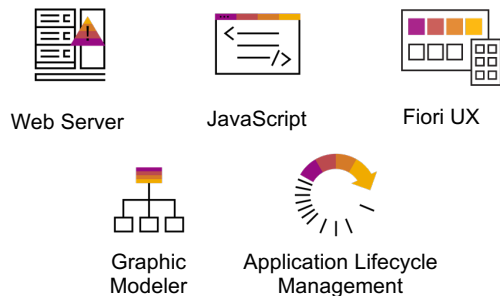 Web Server
JavaScript
Fiori UX
Graphic
Modeler
Application Lifecycle
Management